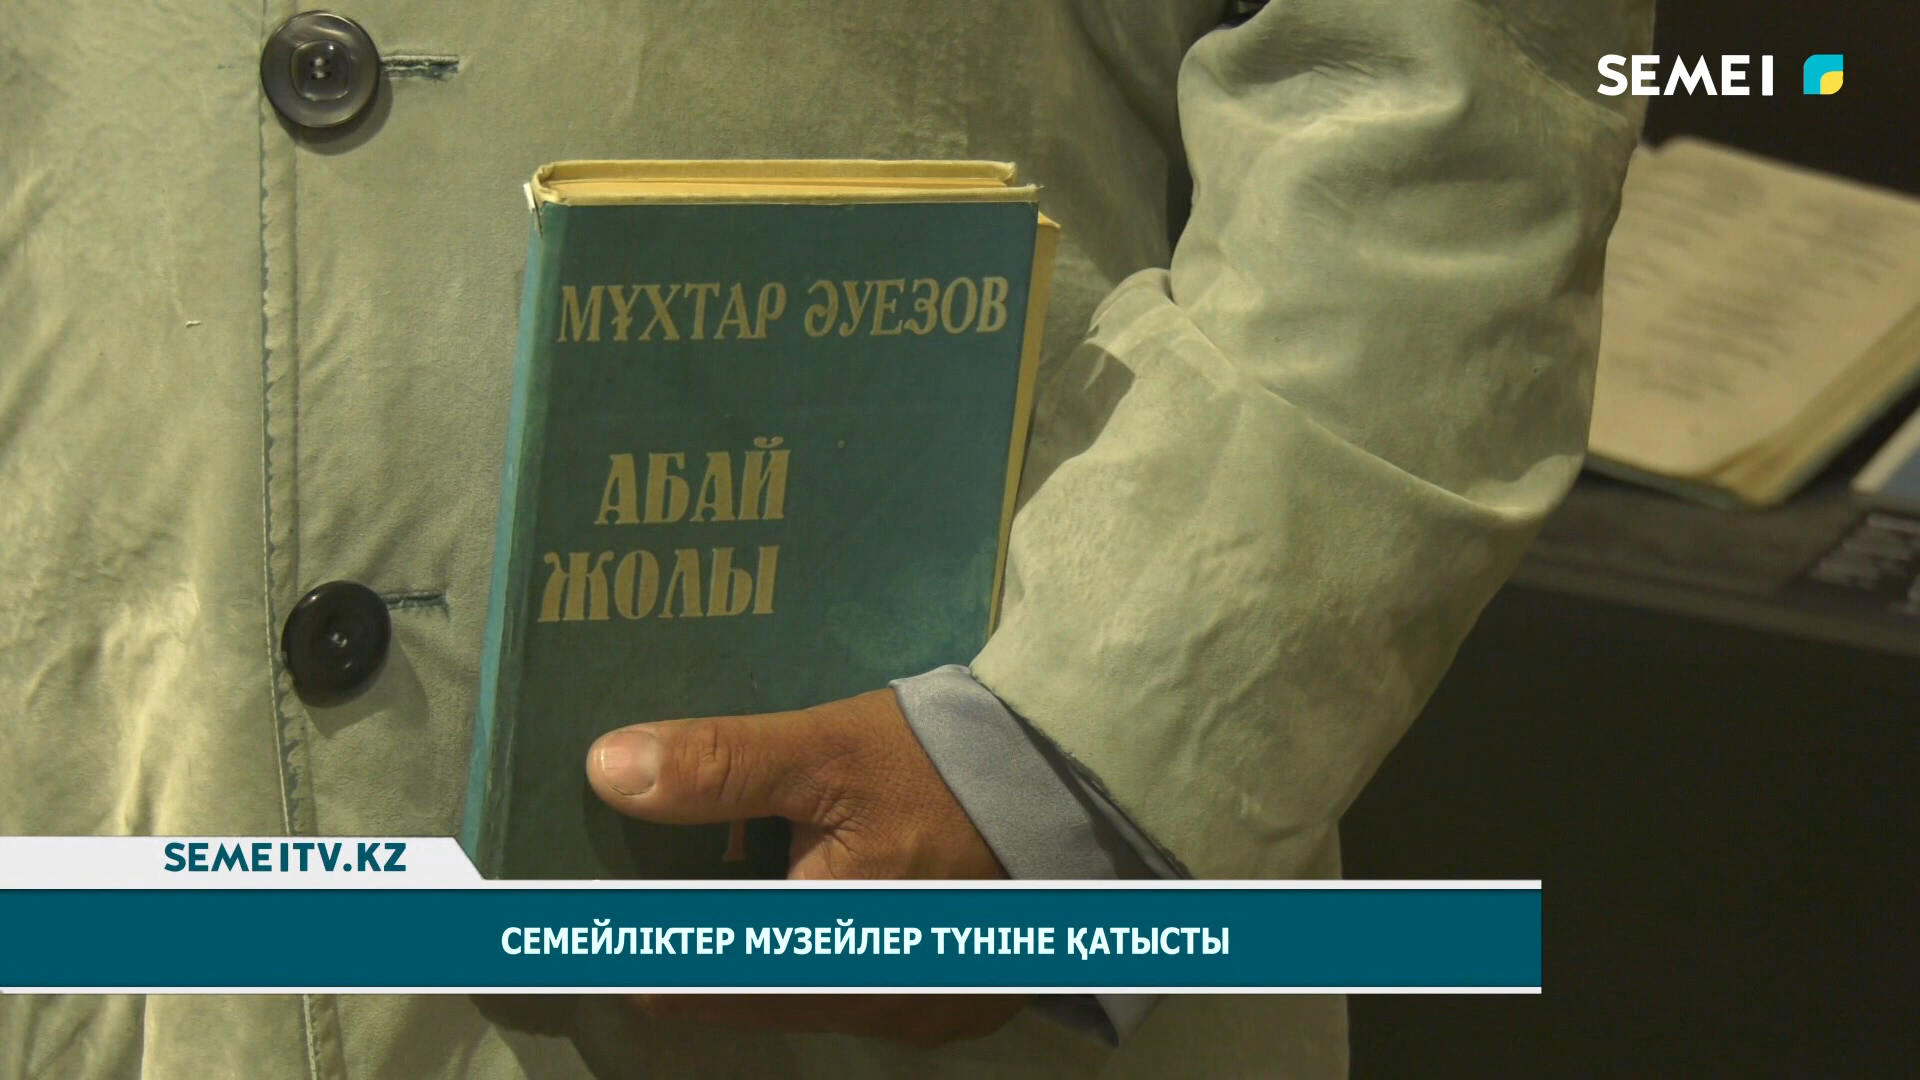 SEMEI
МҰХТАР ӘУЕЗОВ
АБАЙ
ЖОЛЫ
SEMEITV.KZ
СЕМЕЙЛІКТЕР МУЗЕЙЛЕР ТҮНІНЕ ҚАТЫСТЫ